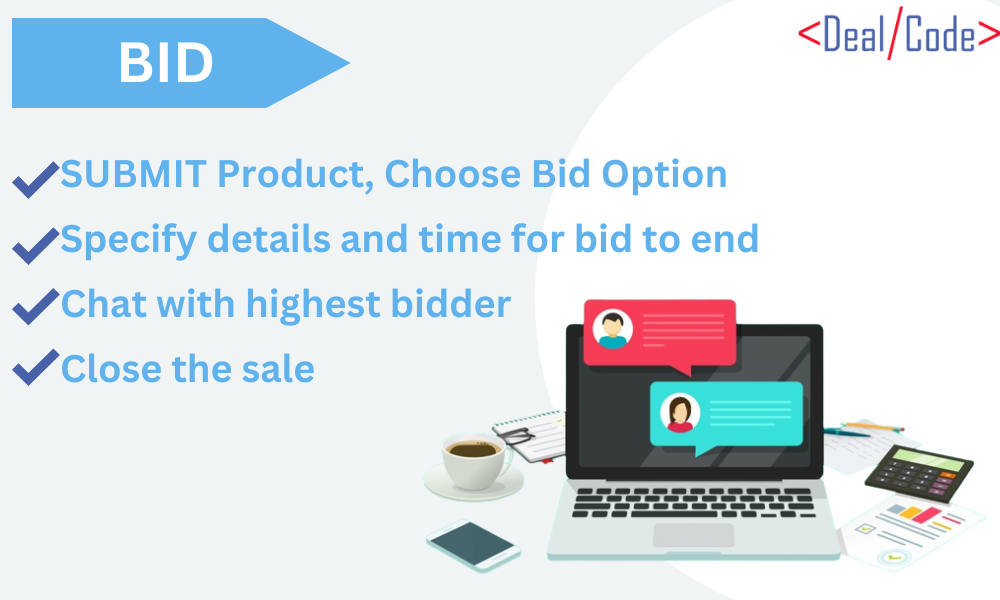 BID
<Deal/Code>
SUBMIT Product, Choose Bid Option
Specify details and time for bid to end
Chat with highest bidder
Close the sale